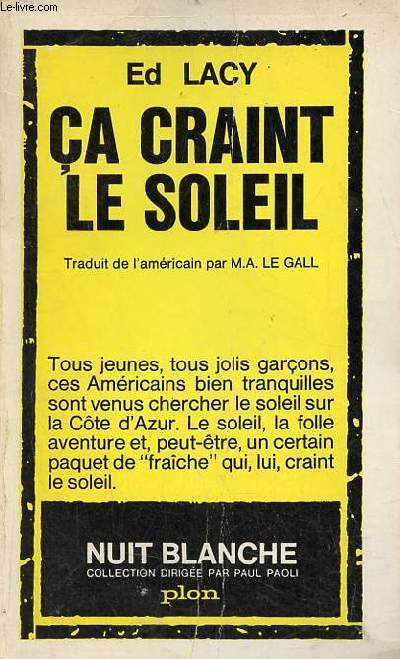 Le-livre.com
Ed LACY
ÇA CRAINT
LE SOLEIL
Traduit de l'américain par M.A. LE GALL
Tous jeunes, tous jolis garçons,
ces Américains bien tranquilles
sont venus chercher le soleil sur
la Côte d'Azur. Le soleil, la folle
aventure et, peut-être, un certain
paquet de "fraîche" qui, lui, craint
le soleil.
NUIT BLANCHE
COLLECTION DIRIGÉE PAR PAUL PAOLI
plon